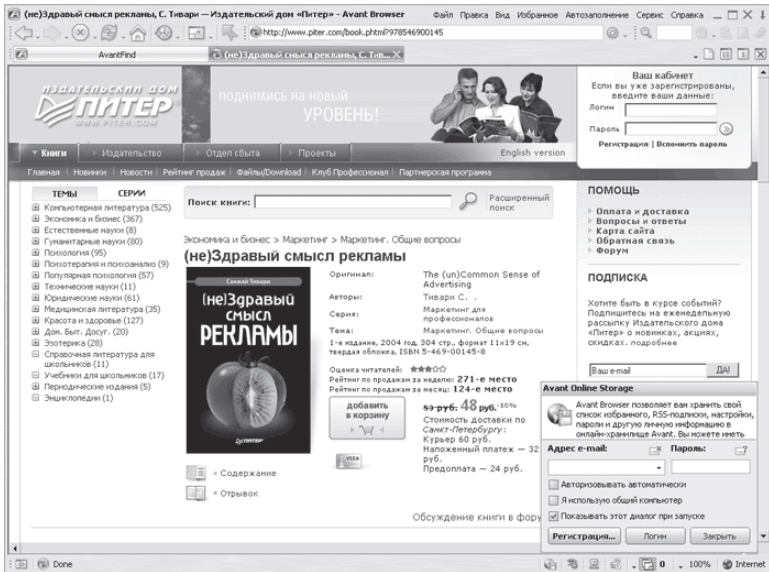 (не)Здравый смысл рекламы, С. Тивари — Издательский дом «Питер» - Avant Browser
Файл Правка Вид Избранное Автозаполнение Сервис Справка
http://www.piter.com/book.phtml?978546900145
AvantFind
(не)Здравый смысл рекламы, С. Тив...
ИЗДАТЕЛЬСКИЙ ДОМ
ПИТЕР
WWW.PITER.COM
поднимись на новый
УРОВЕНЬ!
Ваш кабинет
Если вы уже зарегистрированы,
введите ваши данные:
Логин
Пароль
Регистрация | Вспомнить пароль
Книги
Издательство
Отдел сбыта
Проекты
English version
Главная Новинки Новости Рейтинг продаж Файлы/Download Клуб Профессионал Партнерская программа
ТЕМЫ СЕРИИ
Компьютерная литература (525)
Экономика и бизнес (367)
Естественные науки (8)
Гуманитарные науки (80)
Психология (95)
Психотерапия и психоанализ (9)
Популярная психология (57)
Технические науки (11)
Юридические науки (61)
Медицинская литература (35)
Красота и здоровье (127)
Дом. Быт. Досуг. (20)
Эзотерика (28)
Справочная литература для
школьников (11)
Учебники для школьников (17)
Периодические издания (5)
Энциклопедии (1)
Поиск книги:
Расширенный
поиск
Экономика и бизнес > Маркетинг > Маркетинг. Общие вопросы
(не)Здравый смысл рекламы
Санжай Тивари
(не)Здравый
смысл
РЕКЛАМЫ
ПИТЕР
Оригинал: The (un)Common Sense of
Advertising
Авторы: Тивари С. .
Серия: Маркетинг для
профессионалов
Тема: Маркетинг. Общие вопросы
1-е издание, 2004 год, 304 стр., формат 11x19 см,
твердая обложка, ISBN 5-469-00145-8
Оценка читателей:
Рейтинг по продажам за неделю: 271-е место
Рейтинг по продажам за месяц: 124-е место
добавить
в корзину
VISA
53 руб. 48 руб. -10%
Стоимость доставки по
Санкт-Петербургу:
Курьер 60 руб.
Наложенный платеж — 32
руб.
Предоплата — 24 руб.
Содержание
Отрывок
Обсуждение книги в фору
ПОМОЩЬ
Оплата и доставка
Вопросы и ответы
Карта сайта
Обратная связь
Форум
ПОДПИСКА
Хотите быть в курсе событий?
Подпишитесь на еженедельную
рассылку Издательского дома
«Питер» о новинках, акциях,
скидках. подробнее
Ваш e-mail
ДА!
Avant Online Storage
Avant Browser позволяет вам хранить свой
список избранного, RSS-подписки, настройки,
пароли и другую личную информацию в
онлайн-хранилище Avant. Вы можете иметь
Адрес e-mail: Пароль:
Авторизовывать автоматически
Я использую общий компьютер
Показывать этот диалог при запуске
Регистрация... Логин Закрыть
Done
0
100%
Internet